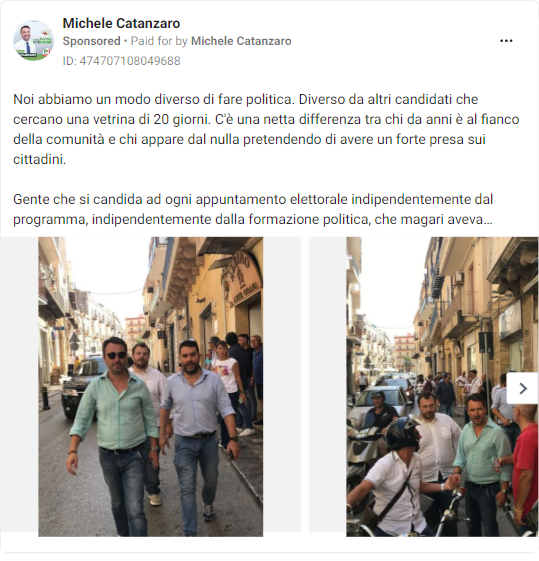 Michele Catanzaro
Sponsored • Paid for by Michele Catanzaro
ID: 474707108049688
Noi abbiamo un modo diverso di fare politica. Diverso da altri candidati che
cercano una vetrina di 20 giorni. C'è una netta differenza tra chi da anni è al fianco
della comunità e chi appare dal nulla pretendendo di avere un forte presa sui
cittadini.
Gente che si candida ad ogni appuntamento elettorale indipendentemente dal
programma, indipendentemente dalla formazione politica, che magari aveva...